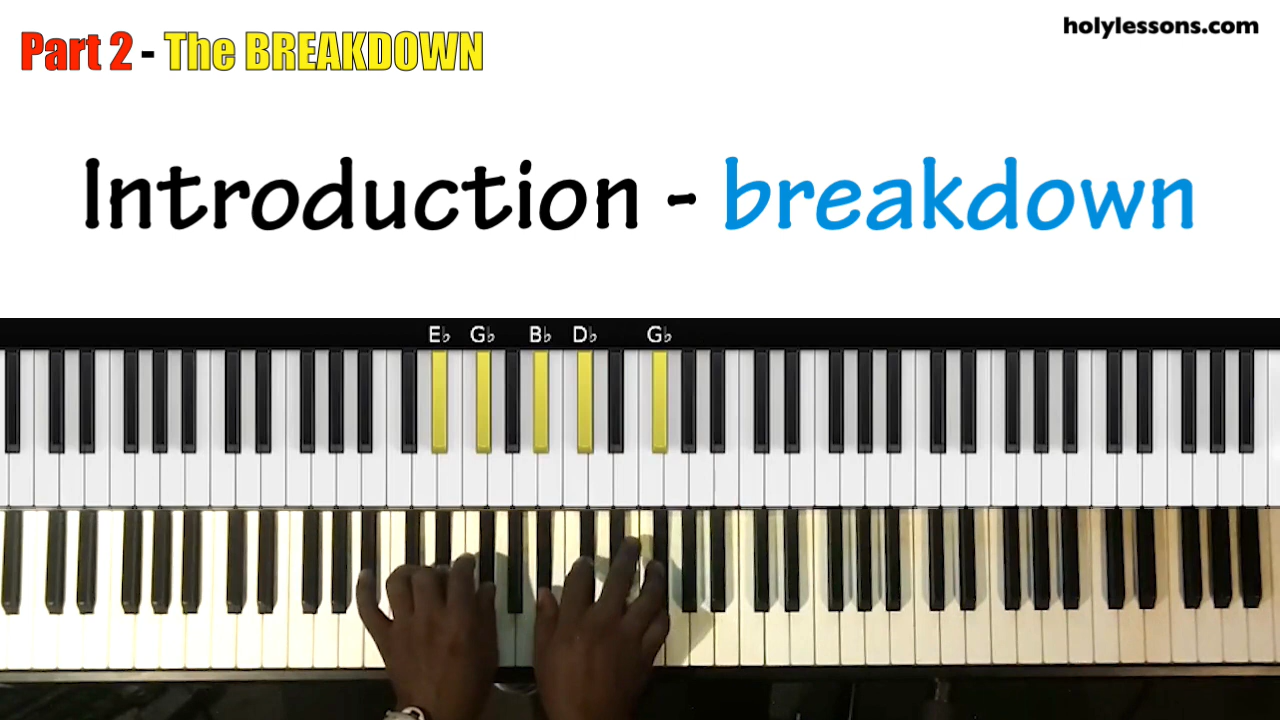 Part 2 - The BREAKDOWN
holylessons.com
Introduction - breakdown
E♭ G♭ B♭ D♭ G♭